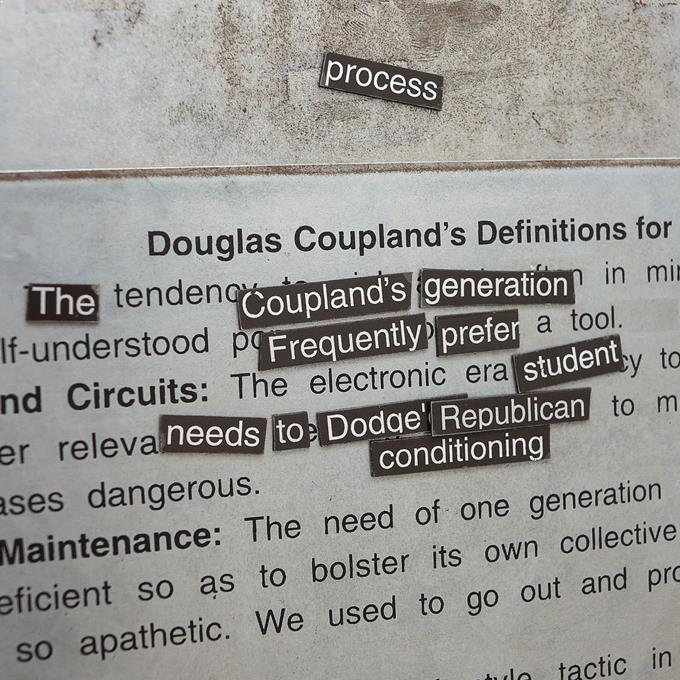 process
Douglas Coupland's Definitions for
The tendency Coupland's generation in
lf-understood Frequently prefer a tool.
nd Circuits: The electronic era student to
er releva needs to Dodge' Republican to m
conditioning
ases dangerous.
Maintenance: The need of one generation
eficient so as to bolster its own collective
so apathetic. We used to go out and pro
tactic in